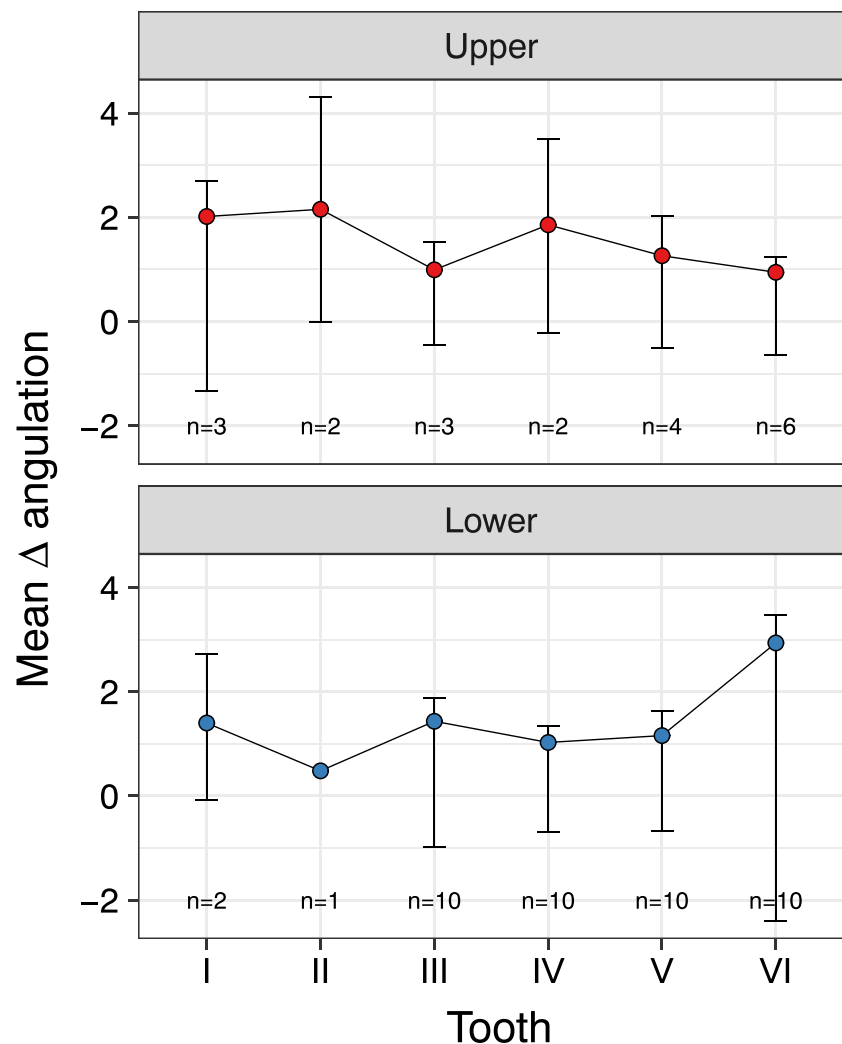 Upper
4
2
0
−2
n=3 n=2 n=3 n=2 n=4 n=6
Lower
4
2
0
−2
n=2 n=1 n=10 n=10 n=10 n=10
I II III IV V VI
Tooth
Mean Δ angulation